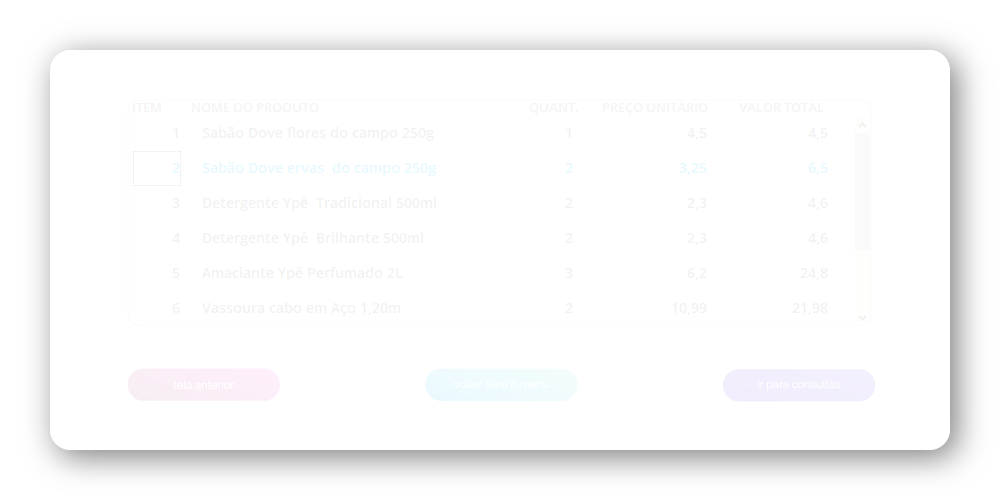 ITEM NOME DO PRODUTO QUANT. PREÇO UNITÁRIO VALOR TOTAL
1 Sabão Dove flores do campo 250g 1 4,5 4,5
2 Sabão Dove ervas do campo 250g 2 3,25 6,5
3 Detergente Ypê Tradicional 500ml 2 2,3 4,6
4 Detergente Ypê Brilhante 500ml 2 2,3 4,6
5 Amaciante Ypê Perfumado 2L 3 6,2 24,8
6 Vassoura cabo em Aço 1,20m 2 10,99 21,98
tela anterior voltar para o menu ir para consultas